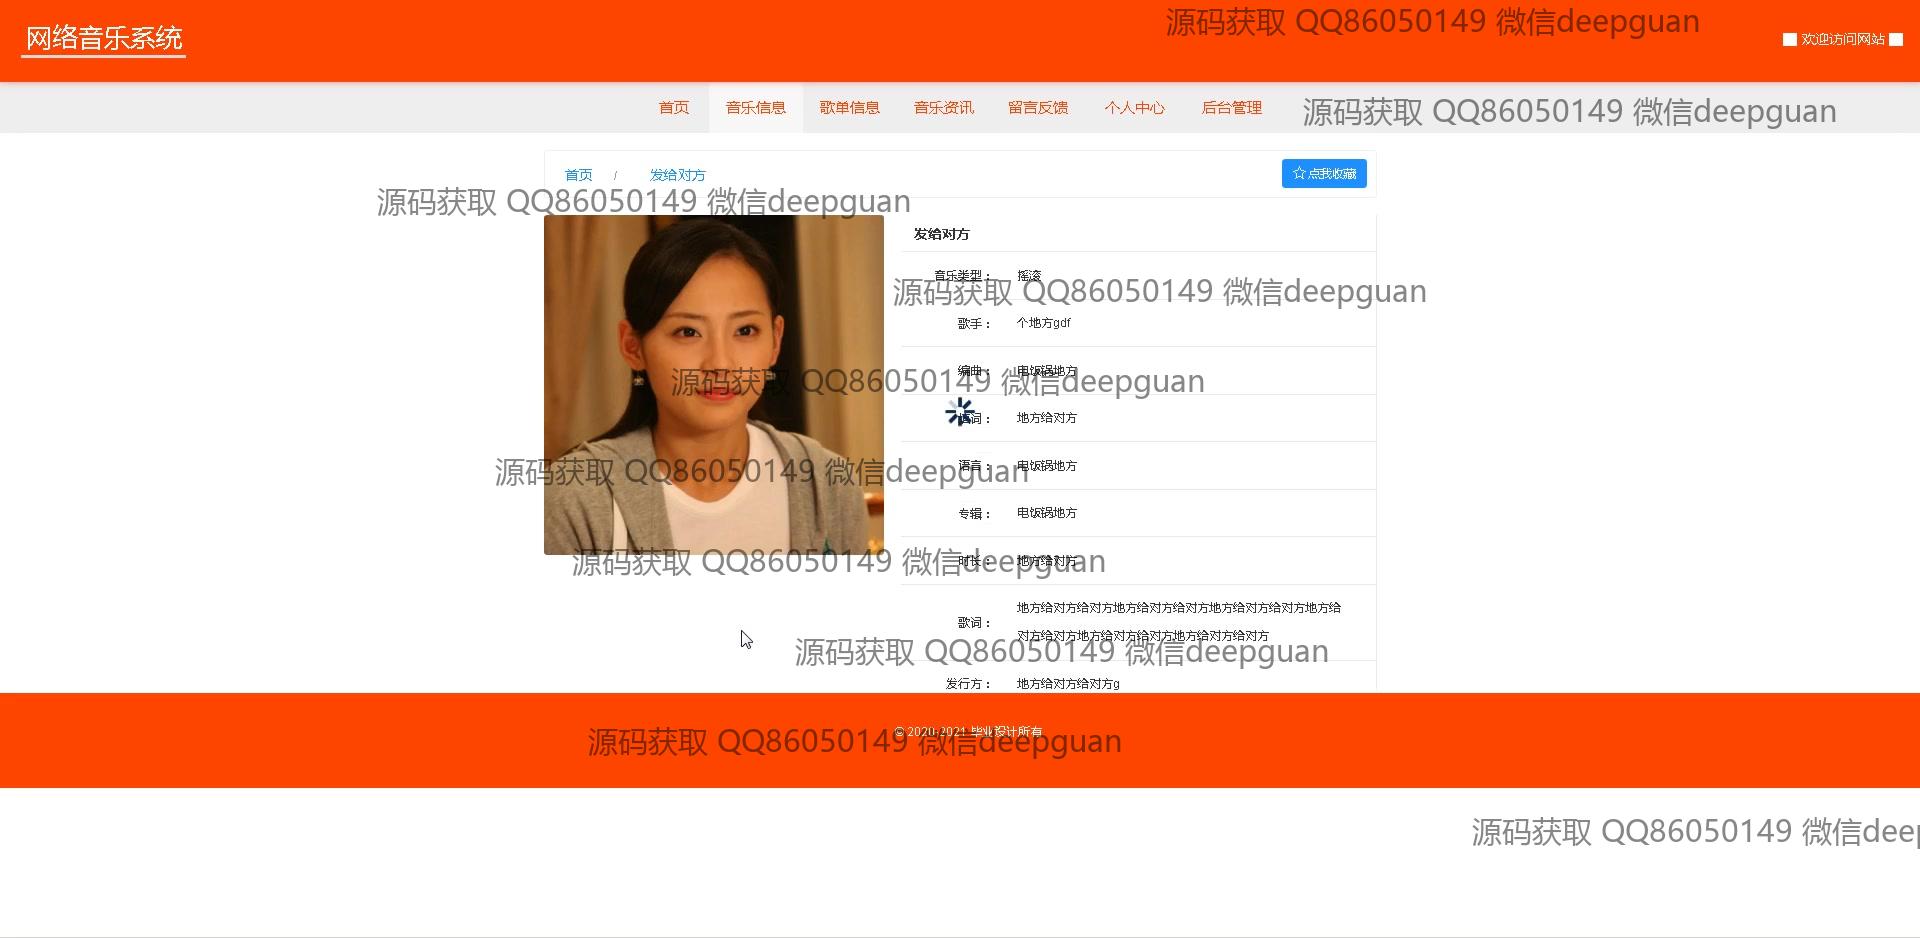 网络音乐系统
源码获取 QQ86050149 微信deepguan
欢迎访问网站
首页 音乐信息 歌单信息 音乐资讯 留言反馈 个人中心 后台管理
源码获取 QQ86050149 微信deepguan
首页 / 发给对方
点我收藏
源码获取 QQ86050149 微信deepguan
发给对方
音乐类型： 摇滚
源码获取 QQ86050149 微信deepguan
歌手： 个地方gdf
编曲： 电饭锅地方
源码获取 QQ86050149 微信deepguan
词： 地方给对方
语言： 电饭锅地方
源码获取 QQ86050149 微信deepguan
专辑： 电饭锅地方
时长： 地方给对方
源码获取 QQ86050149 微信deepguan
歌词： 地方给对方给对方地方给对方给对方地方给对方给对方地方给
对方给对方地方给对方给对方地方给对方给对方
源码获取 QQ86050149 微信deepguan
发行方： 地方给对方给对方g
© 2020-2021 毕业设计所有
源码获取 QQ86050149 微信deepguan
源码获取 QQ86050149 微信deep